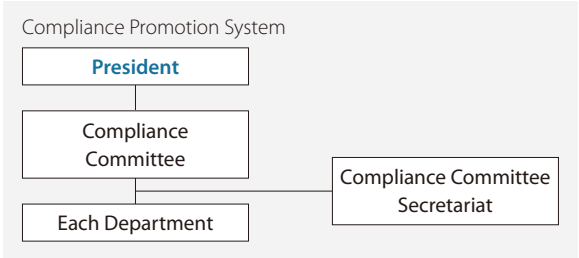 Compliance Promotion System
President
Compliance
Committee
Compliance Committee
Secretariat
Each Department